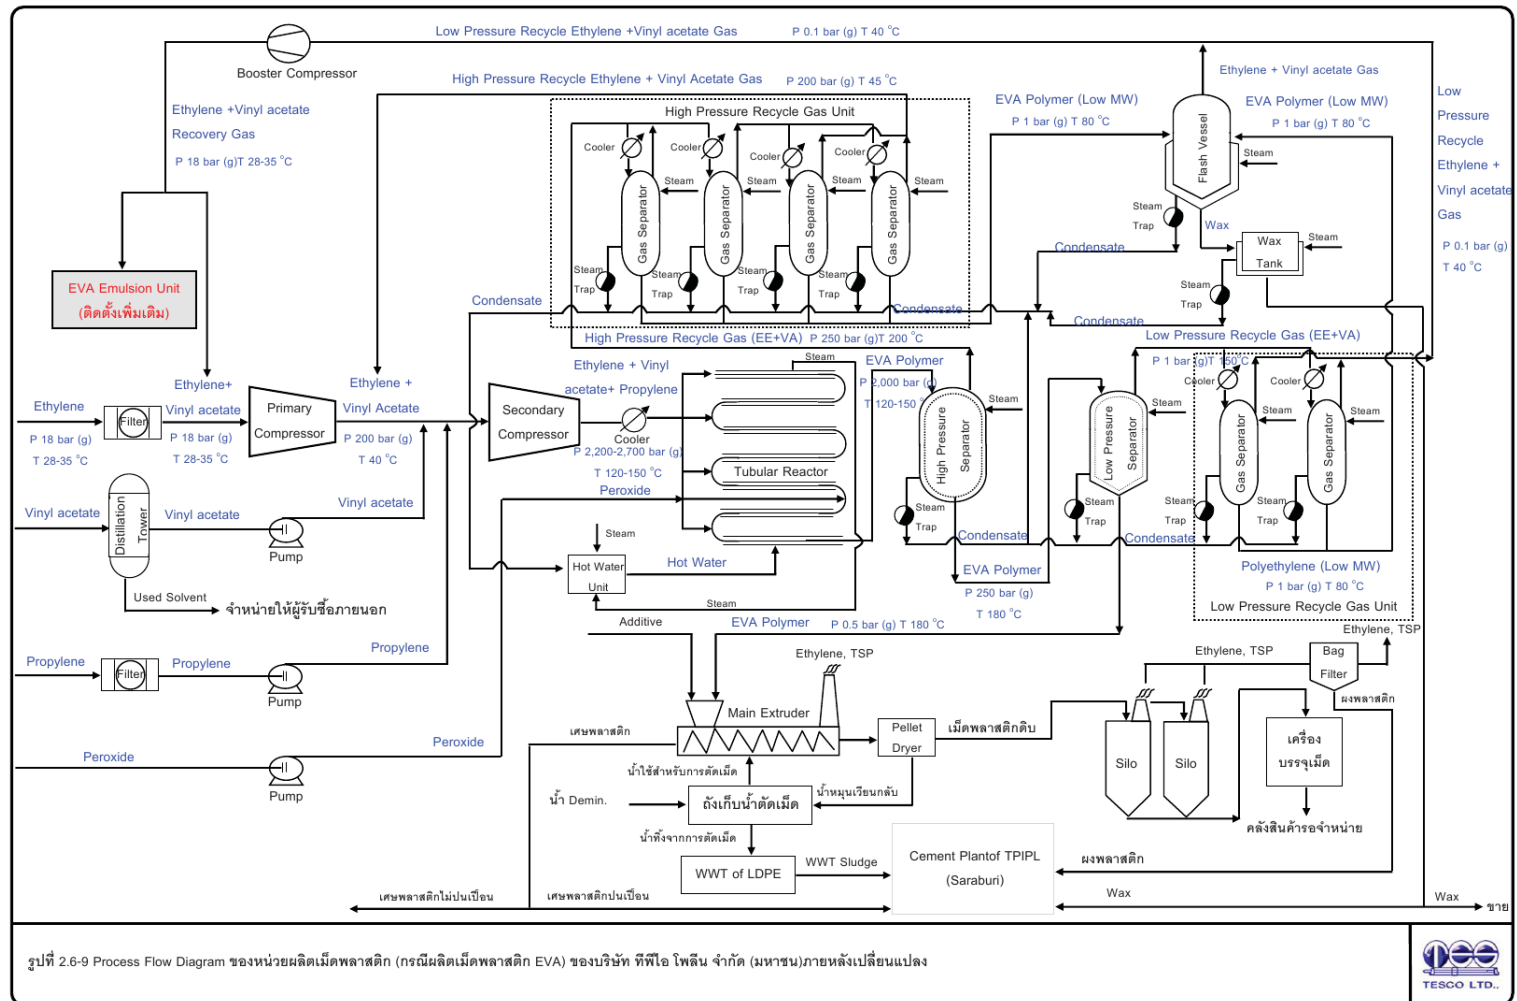 Low Pressure Recycle Ethylene +Vinyl acetate Gas
P 0.1 bar (g) T 40 °C
Booster Compressor
High Pressure Recycle Ethylene + Vinyl Acetate Gas
P 200 bar (g) T 45 °C
Ethylene + Vinyl acetate Gas
Ethylene +Vinyl acetate
Recovery Gas
P 18 bar (g)T 28-35 °C
High Pressure Recycle Gas Unit
Cooler
Cooler
Cooler
Cooler
Steam
Steam
Steam
Steam
Gas Separator
Gas Separator
Gas Separator
Gas Separator
Steam
Trap
Steam
Trap
Steam
Trap
Steam
Trap
Condensate
Condensate
EVA Polymer (Low MW)
P 1 bar (g) T 80 °C
EVA Polymer (Low MW)
P 1 bar (g) T 80 °C
Flash Vessel
Steam
Steam
Trap
Wax
Condensate
Wax
Tank
Steam
Steam
Trap
Condensate
Low
Pressure
Recycle
Ethylene +
Vinyl acetate
Gas
P 0.1 bar (g)
T 40 °C
EVA Emulsion Unit
(ติดตั้งเพิ่มเติม)
High Pressure Recycle Gas (EE+VA)
P 250 bar (g)T 200 °C
Low Pressure Recycle Gas (EE+VA)
P 1 bar (g)T 150°C
Ethylene
P 18 bar (g)
T 28-35 °C
Filter
Ethylene+
Vinyl acetate
P 18 bar (g)
T 28-35 °C
Primary
Compressor
Ethylene +
Vinyl Acetate
P 200 bar (g)
T 40 °C
Secondary
Compressor
Ethylene + Vinyl
acetate+ Propylene
Cooler
P 2,200-2,700 bar (g)
T 120-150 °C
Peroxide
Steam
Tubular Reactor
EVA Polymer
P 2,000 bar (g)
T 120-150 °C
High Pressure
Separator
Steam
Steam
Trap
Condensate
Low Pressure
Separator
Steam
Steam
Trap
Condensate
Cooler
Cooler
Steam
Steam
Gas Separator
Gas Separator
Steam
Trap
Steam
Trap
Polyethylene (Low MW)
P 1 bar (g) T 80 °C
Low Pressure Recycle Gas Unit
Vinyl acetate
Distillation
Tower
Vinyl acetate
Pump
Vinyl acetate
Used Solvent
จำหน่ายให้ผู้รับซื้อภายนอก
Steam
Hot Water
Unit
Hot Water
Steam
EVA Polymer
P 250 bar (g)
T 180 °C
EVA Polymer
P 0.5 bar (g) T 180 °C
Additive
Propylene
Filter
Propylene
Pump
Propylene
Peroxide
Pump
Peroxide
Ethylene, TSP
Main Extruder
เศษพลาสติก
Pellet
Dryer
เม็ดพลาสติกดิบ
น้ำใช้สำหรับการตัดเม็ด
น้ำ Demin.
ถังเก็บน้ำตัดเม็ด
น้ำหมุนเวียนกลับ
น้ำทิ้งจากการตัดเม็ด
WWT of LDPE
WWT Sludge
Ethylene, TSP
Ethylene, TSP
Bag
Filter
ผงพลาสติก
Silo
Silo
เครื่อง
บรรจุเม็ด
คลังสินค้ารอจำหน่าย
Cement Plantof TPIPL
(Saraburi)
ผงพลาสติก
Wax
Wax
ขาย
เศษพลาสติกไม่ปนเปื้อน
เศษพลาสติกปนเปื้อน
รูปที่ 2.6-9 Process Flow Diagram ของหน่วยผลิตเม็ดพลาสติก (กรณีผลิตเม็ดพลาสติก EVA) ของบริษัท ทีพีไอ โพลีน จำกัด (มหาชน)ภายหลังเปลี่ยนแปลง
TESCO LTD..